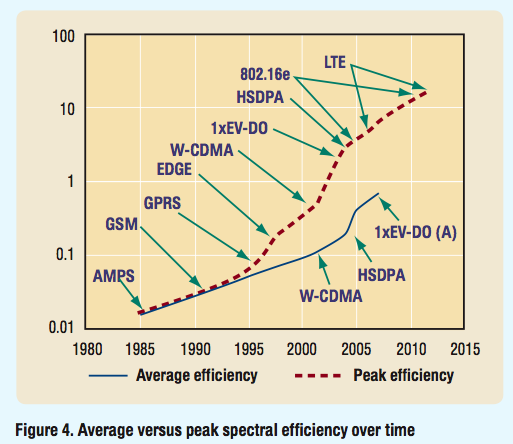 100
10
1
0.1
0.01
LTE
802.16e
HSDPA
1xEV-DO
W-CDMA
EDGE
GPRS
GSM
AMPS
1xEV-DO (A)
HSDPA
W-CDMA
1980 1985 1990 1995 2000 2005 2010 2015
Average efficiency Peak efficiency
Figure 4. Average versus peak spectral efficiency over time